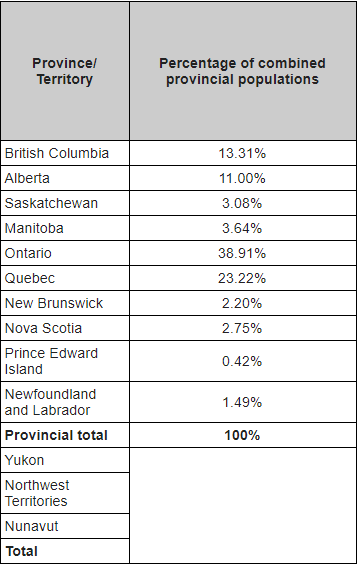 Province/
Territory
Percentage of combined
provincial populations
British Columbia 13.31%
Alberta 11.00%
Saskatchewan 3.08%
Manitoba 3.64%
Ontario 38.91%
Quebec 23.22%
New Brunswick 2.20%
Nova Scotia 2.75%
Prince Edward
Island 0.42%
Newfoundland
and Labrador 1.49%
Provincial total 100%
Yukon
Northwest
Territories
Nunavut
Total